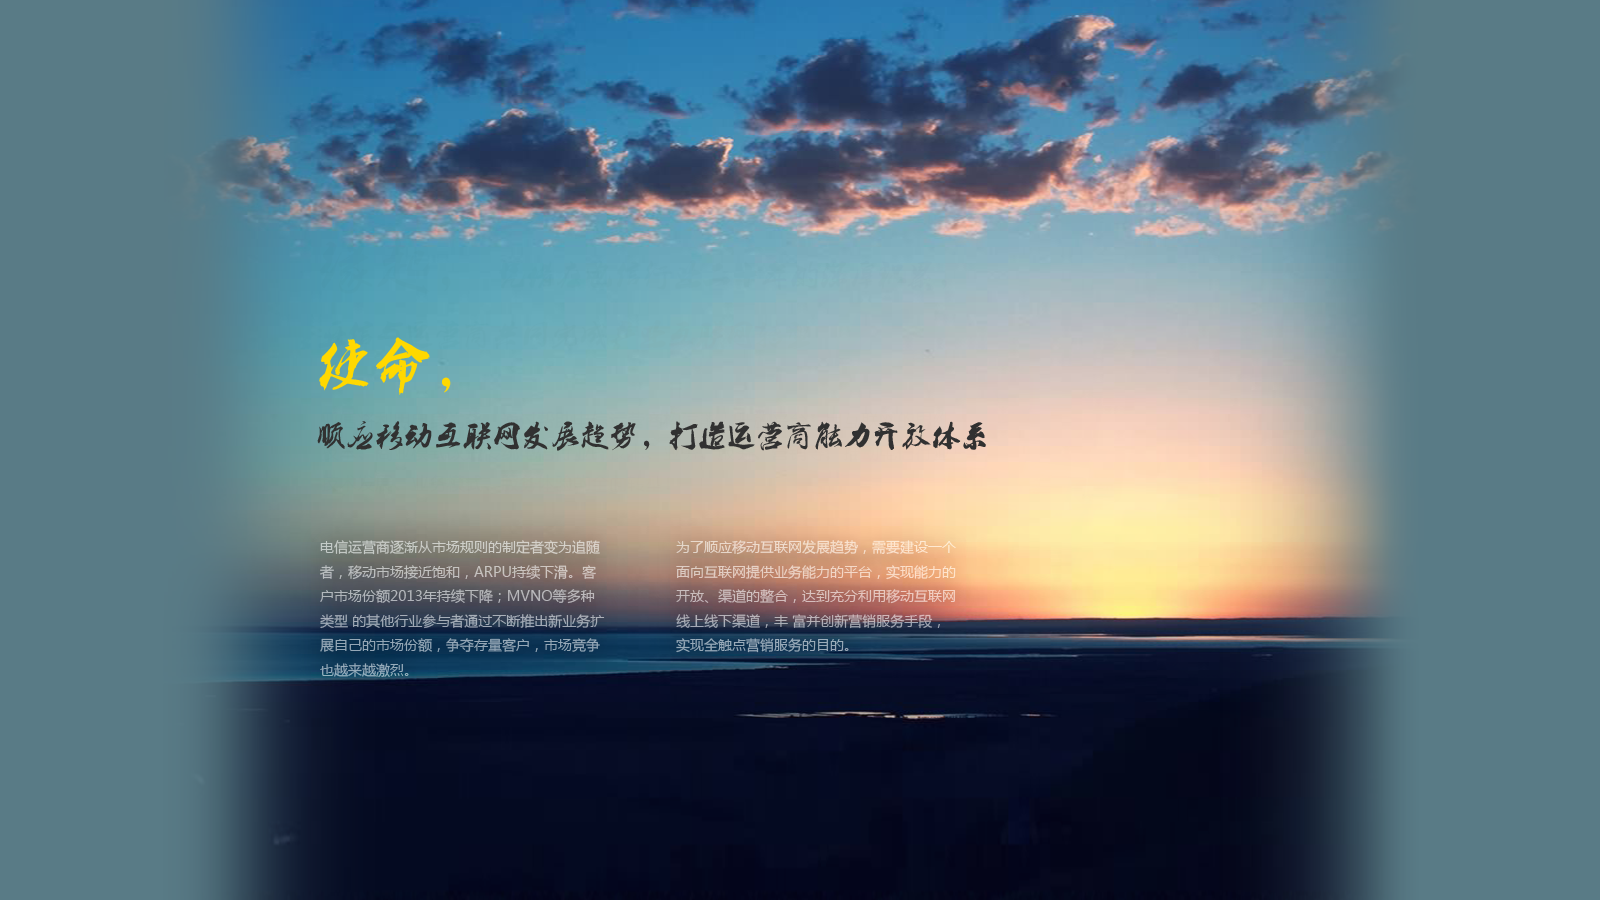 使命，
顺应移动互联网发展趋势，打造运营商能力开放体系
电信运营商逐渐从市场规则的制定者变为追随
者，移动市场接近饱和，ARPU持续下滑。客
户市场份额2013年持续下降；MVNO等多种
类型 的其他行业参与者通过不断推出新业务扩
展自己的市场份额，争夺存量客户，市场竞争
也越来越激烈。
为了顺应移动互联网发展趋势，需要建设一个
面向互联网提供业务能力的平台，实现能力的
开放、渠道的整合，达到充分利用移动互联网
线上线下渠道，丰 富并创新营销服务手段，
实现全触点营销服务的目的。